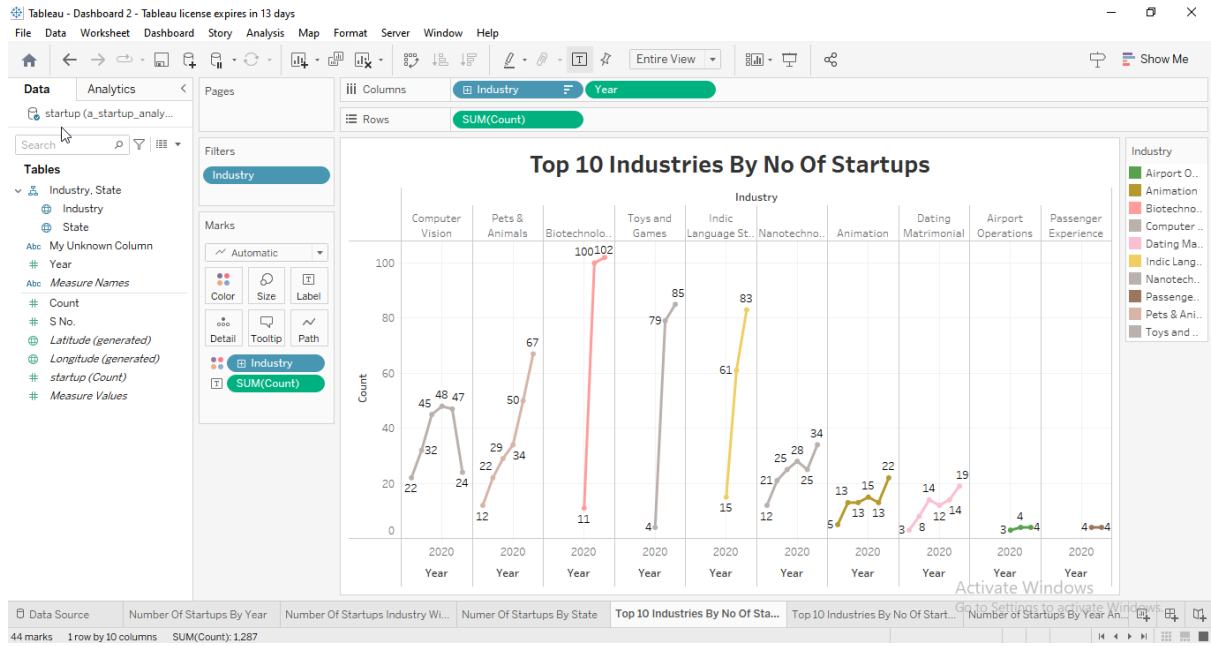 Tableau - Dashboard 2 - Tableau license expires in 13 days
File Data Worksheet Dashboard Story Analysis Map Format Server Window Help
Entire View
Show Me
Data Analytics
startup (a_startup_analy...
Search
Tables
Industry, State
Industry
State
Abc My Unknown Column
Year
Abc Measure Names
Count
S No.
Latitude (generated)
Longitude (generated)
startup (Count)
Measure Values
Pages
Filters
Industry
Marks
Automatic
Color Size Label
Detail Tooltip Path
Industry
SUM(Count)
Columns Industry Year
Rows SUM(Count)
Top 10 Industries By No Of Startups
Industry
Computer Vision
Pets & Animals
Biotechnolo..
Toys and Games
Indic Language St..
Nanotechno..
Animation
Dating Matrimonial
Airport Operations
Passenger Experience
Count
100
80
60
40
20
0
22 32 45 48 47 24
12 22 29 34 50 67
11 100 102
4 79 85
15 61 83
12 21 25 28 25 34
5 13 13 15 13 22
3 8 14 12 14 19
3 4 4
4 4
2020 2020 2020 2020 2020 2020 2020 2020 2020 2020
Year Year Year Year Year Year Year Year Year Year
Industry
Airport O..
Animation
Biotechno..
Computer ..
Dating Ma..
Indic Lang..
Nanotech..
Passenge..
Pets & Ani..
Toys and ..
Activate Windows
Go to Settings to activate Windows.
Data Source
Number Of Startups By Year
Number Of Startups Industry Wi...
Numer Of Startups By State
Top 10 Industries By No Of Sta...
Top 10 Industries By No Of Start...
Number of Startups By Year An...
44 marks 1 row by 10 columns SUM(Count): 1,287